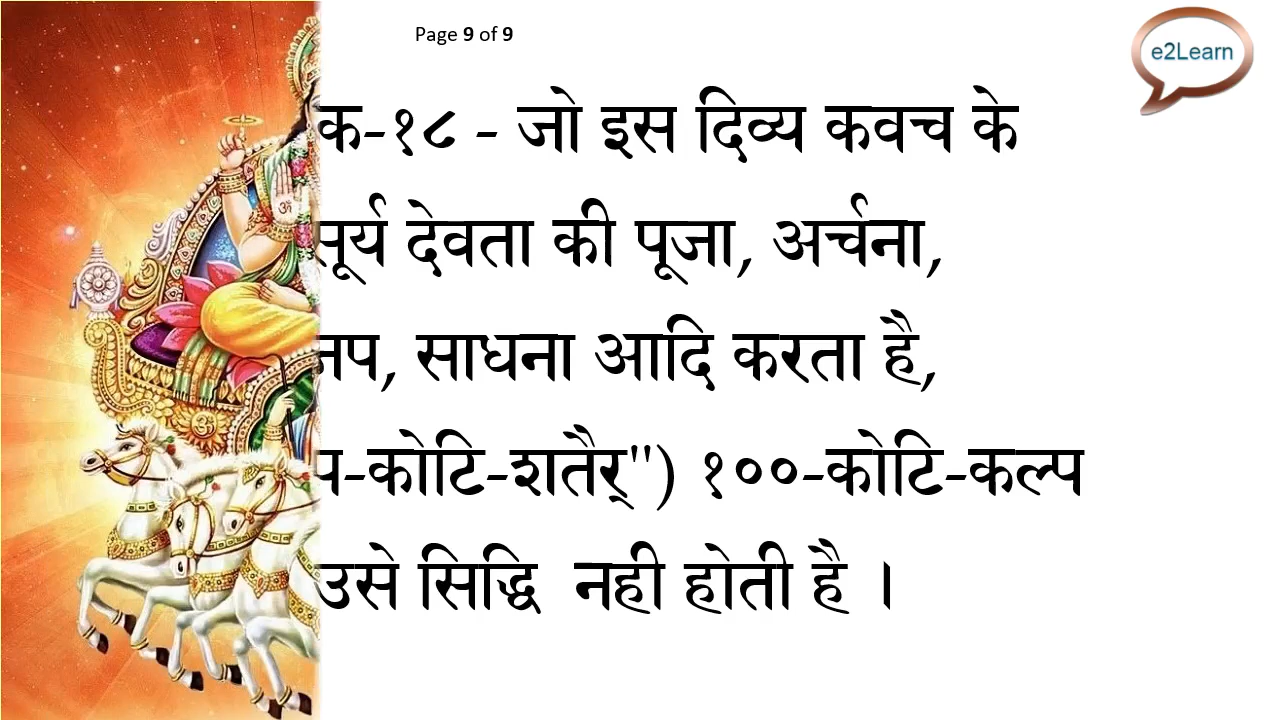 Page 9 of 9
e2Learn
क-१८ - जो इस दिव्य कवच के
सूर्य देवता की पूजा, अर्चना,
साधना आदि करता है,
प-कोटि-शतैर्") १००-कोटि-कल्प
उसे सिद्धि नही होती है ।